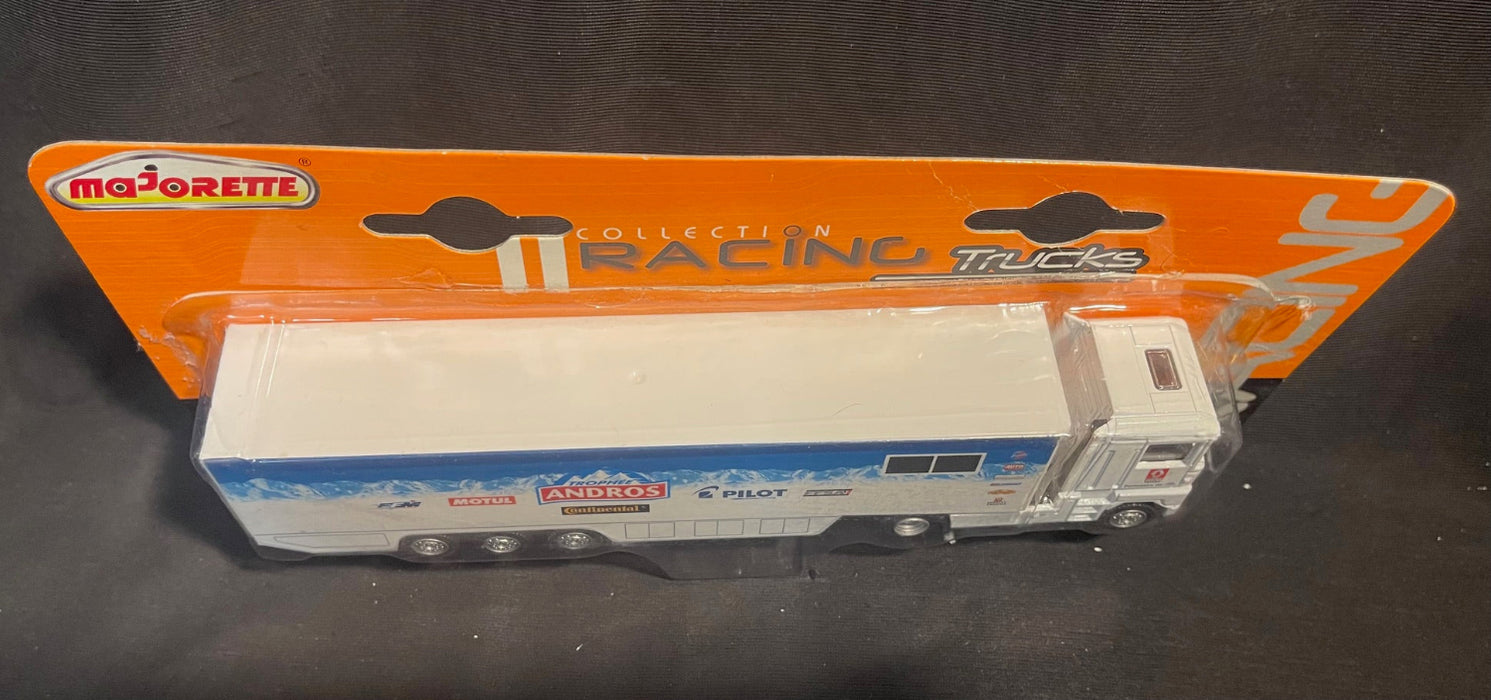 majorette ®
COLLECTION
RACING Trucks
TROPHEE
ANDROS
MOTUL
Continental
PILOT